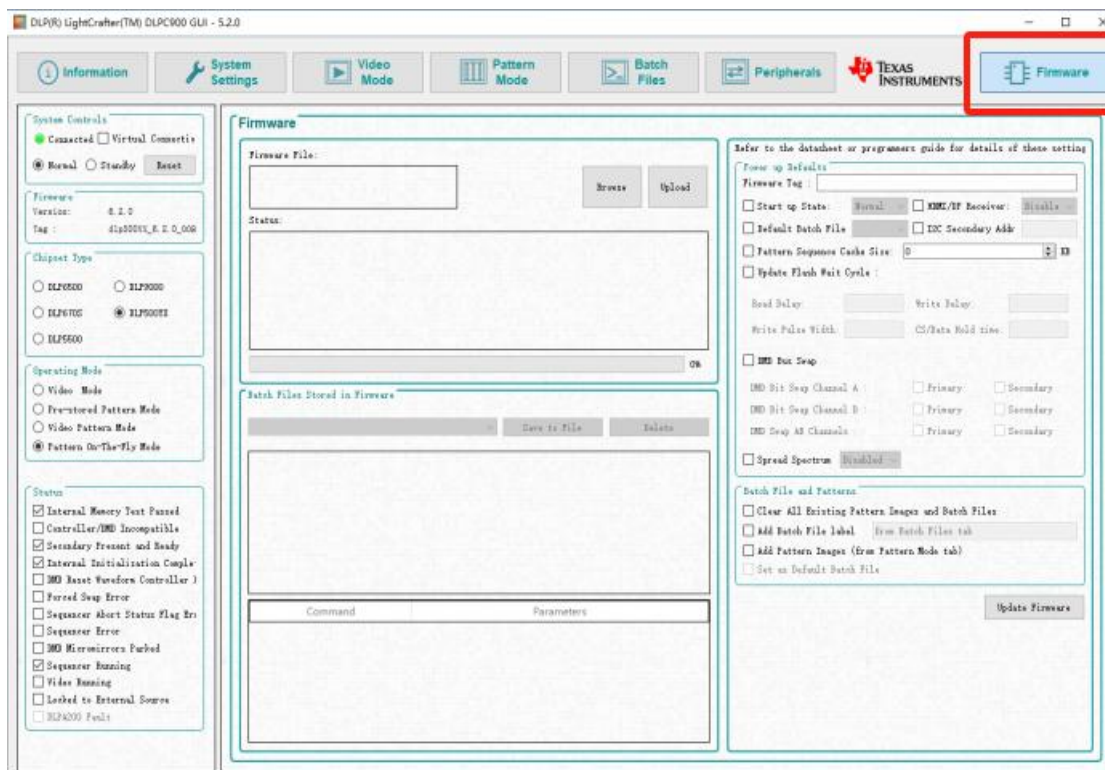 DLP(R) LightCrafter(TM) DLPC900 GUI - 5.2.0
Information
System Settings
Video Mode
Pattern Mode
Batch Files
Peripherals
TEXAS INSTRUMENTS
Firmware
System Controls
Connected Virtual Connectio
Normal Standby Reset
Firmware
Version: 6.2.0
Tag :
Chipset Type
DLP6500 DLP9000
DLP670S DLP500YX
DLP5500
Operating Mode
Video Mode
Pre-stored Pattern Mode
Video Pattern Mode
Pattern On-The-Fly Mode
Status
Internal Memory Test Passed
Controller/DMD Incompatible
Secondary Present and Ready
Internal Initialization Comple
DMD Reset Waveform Controller
Forced Swap Error
Sequencer Abort Status Flag Err
Sequencer Error
DMD Micromirrors Parked
Sequencer Running
Video Running
Locked to External Source
DLPA200 Fault
Firmware
Firmware File:
Browse Upload
Status:
0%
Batch Files Stored in Firmware
Save to File Delete
Command Parameters
Refer to the datasheet or programmers guide for details of these setting
Power up Defaults
Firmware Tag :
Start up State: Normal HDMI/DP Receiver: Disable
Default Batch File I2C Secondary Addr
Pattern Sequence Cache Size: 0 KB
Update Flash Wait Cycle :
Read Delay: Write Delay:
Write Pulse Width: CS/Data Hold time:
DMD Bus Swap
DMD Bit Swap Channel A : Primary Secondary
DMD Bit Swap Channel B : Primary Secondary
DMD Swap AB Channels : Primary Secondary
Spread Spectrum Disabled
Batch File and Patterns
Clear All Existing Pattern Images and Batch Files
Add Batch File label from Batch Files tab
Add Pattern Images (from Pattern Mode tab)
Set as Default Batch File
Update Firmware